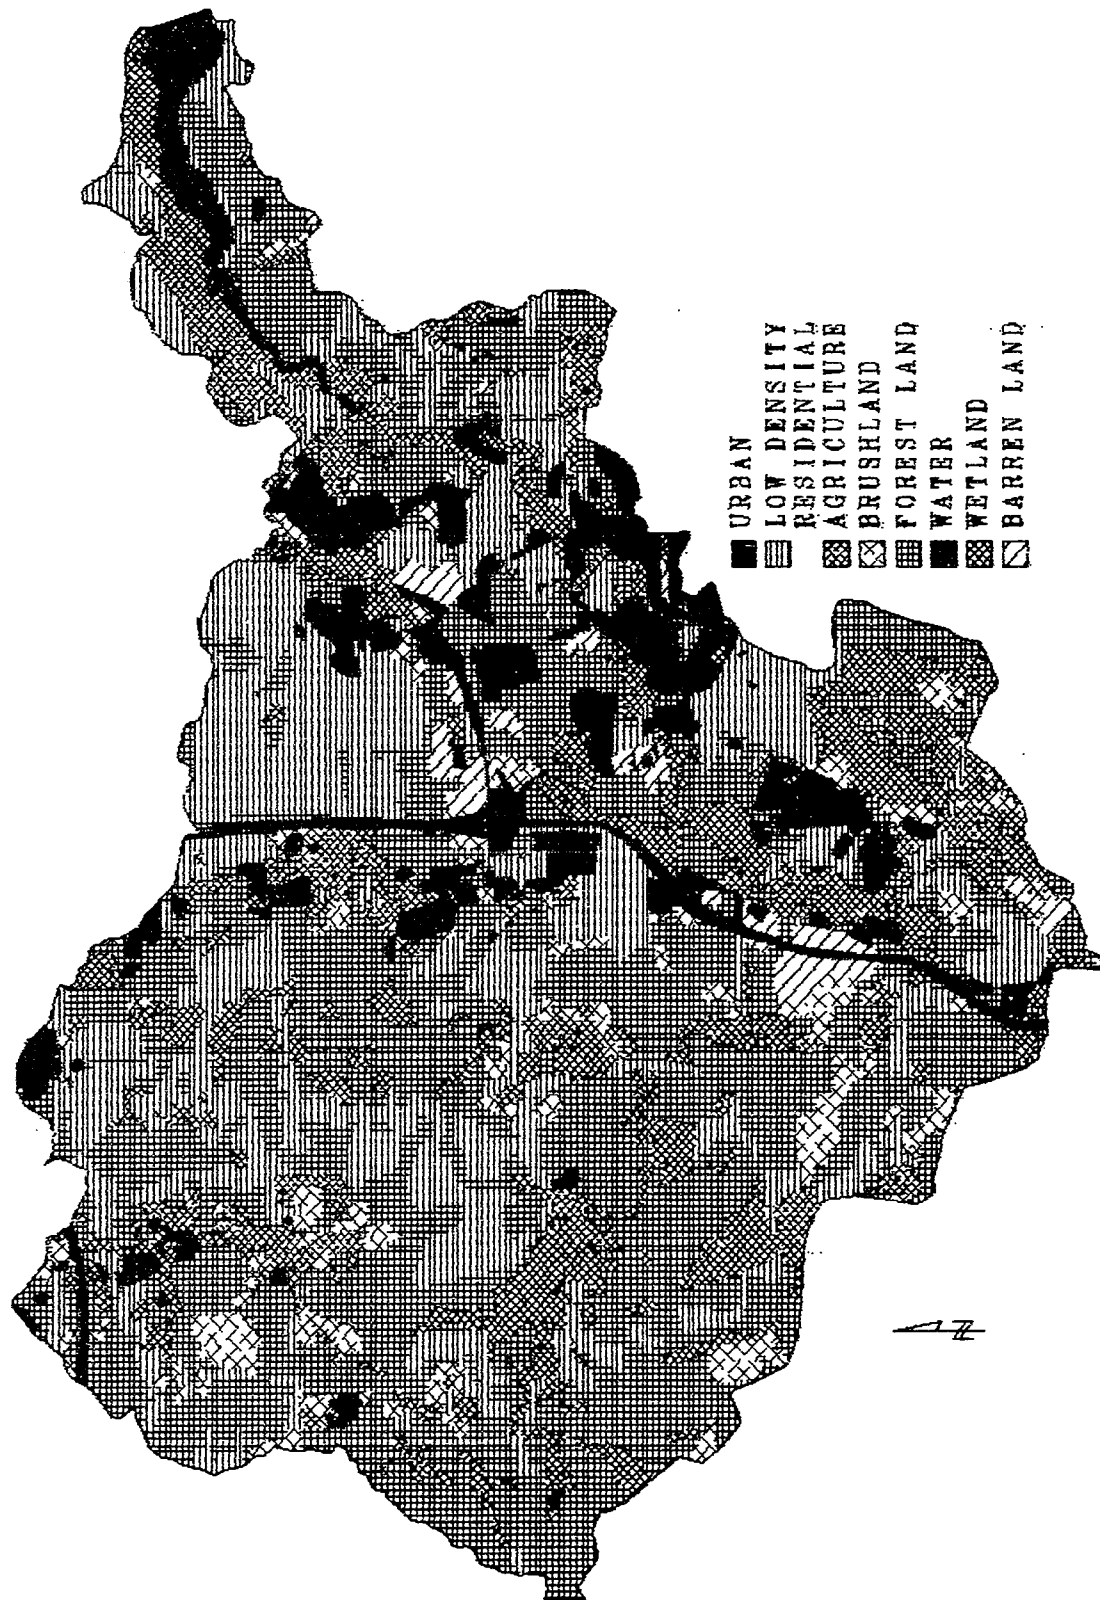 URBAN
LOW DENSITY
RESIDENTIAL
AGRICULTURE
BRUSHLAND
FOREST LAND
WATER
WETLAND
BARREN LAND
N